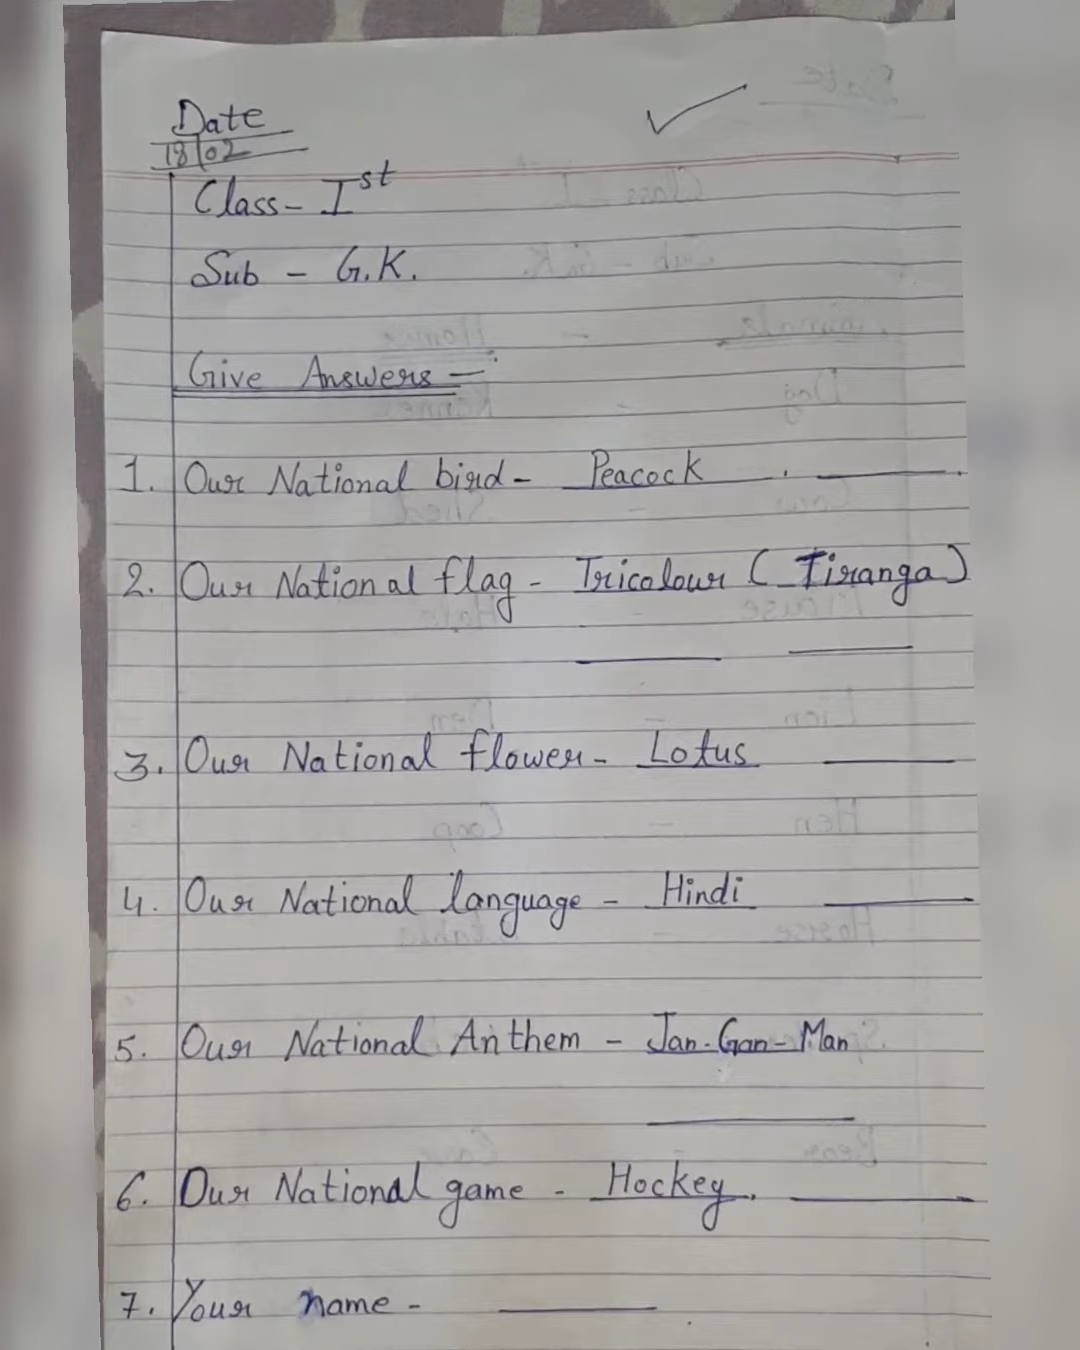 Date
18/02
Class- Ist
Sub - G.K.
Give Answers -
1. Our National bird - Peacock .
2. Our National flag - Tricolour ( Tiranga )
3. Our National flower - Lotus
4. Our National language - Hindi
5. Our National Anthem - Jan-Gan-Man
6. Our National game - Hockey.
7. Your name -